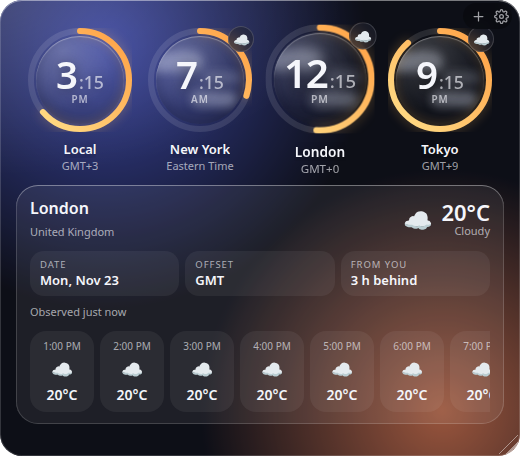 3:15
PM
7:15
AM
12:15
PM
9:15
PM
Local
GMT+3
New York
Eastern Time
London
GMT+0
Tokyo
GMT+9
London
United Kingdom
20°C
Cloudy
DATE
Mon, Nov 23
OFFSET
GMT
FROM YOU
3 h behind
Observed just now
1:00 PM 2:00 PM 3:00 PM 4:00 PM 5:00 PM 6:00 PM 7:00 P
20°C 20°C 20°C 20°C 20°C 20°C 20°